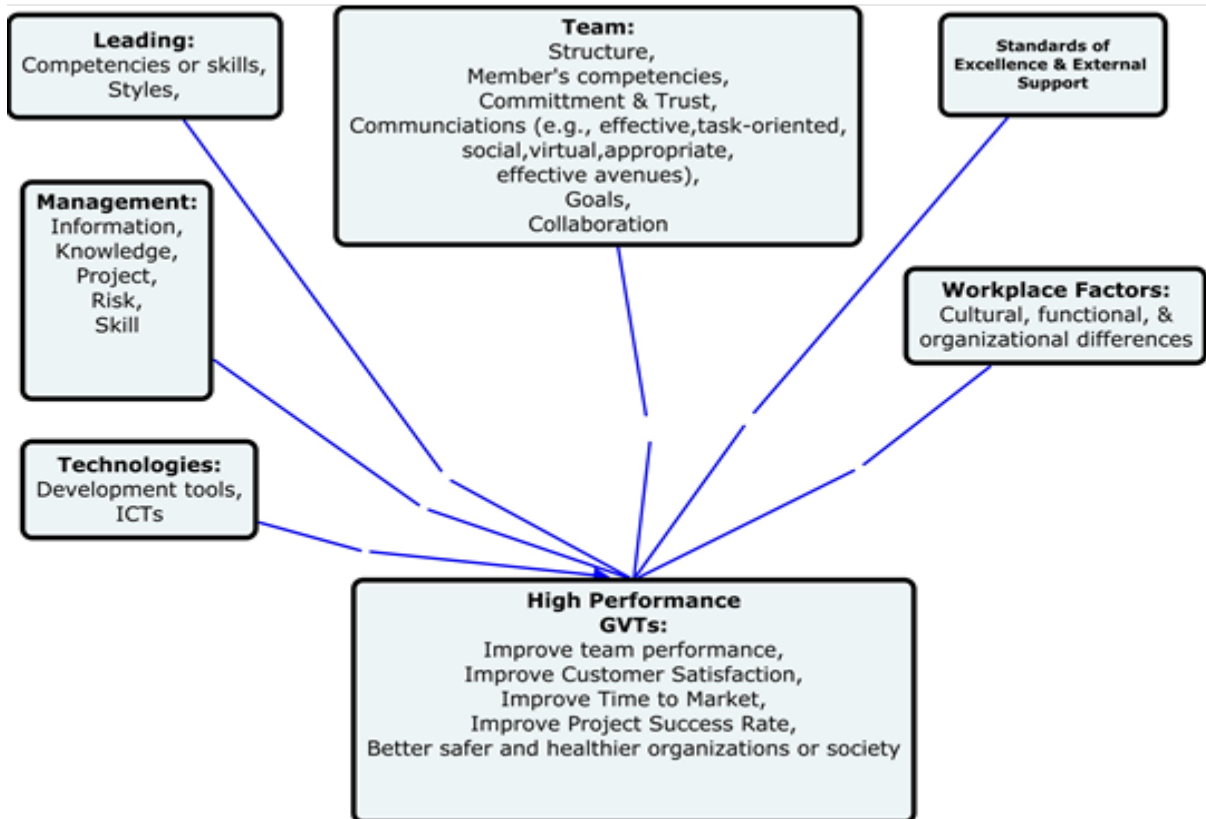 Leading:
Competencies or skills,
Styles,
Team:
Structure,
Member's competencies,
Committment & Trust,
Communciations (e.g., effective,task-oriented,
social,virtual,appropriate,
effective avenues),
Goals,
Collaboration
Standards of
Excellence & External
Support
Management:
Information,
Knowledge,
Project,
Risk,
Skill
Workplace Factors:
Cultural, functional, &
organizational differences
Technologies:
Development tools,
ICTs
High Performance
GVTs:
Improve team performance,
Improve Customer Satisfaction,
Improve Time to Market,
Improve Project Success Rate,
Better safer and healthier organizations or society